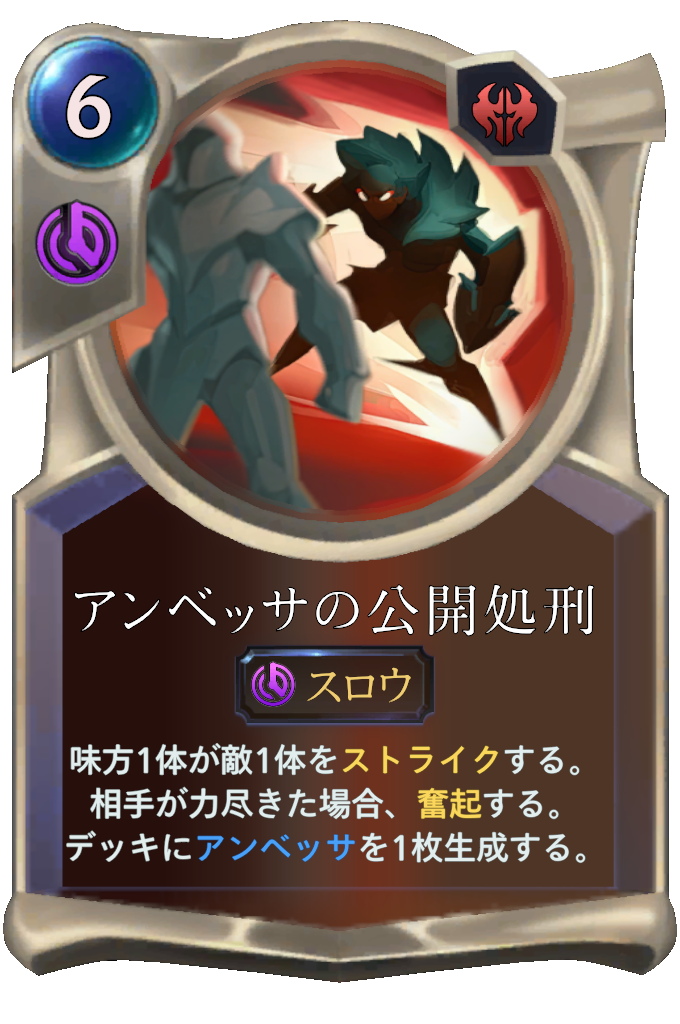 6
アンベッサの公開処刑
スロウ
味方1体が敵1体をストライクする。
相手が力尽きた場合、奮起する。
デッキにアンベッサを1枚生成する。